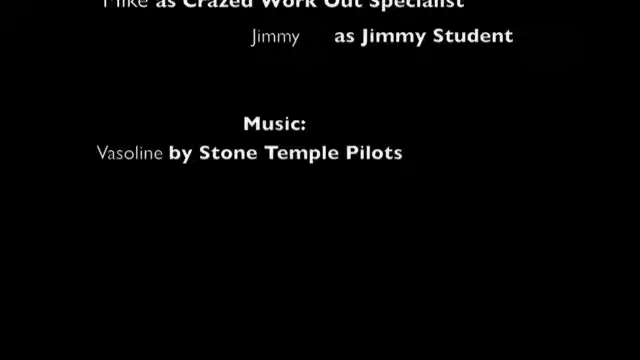 Mike as Crazed Work Out Specialist
Jimmy as Jimmy Student
Music:
Vasoline by Stone Temple Pilots